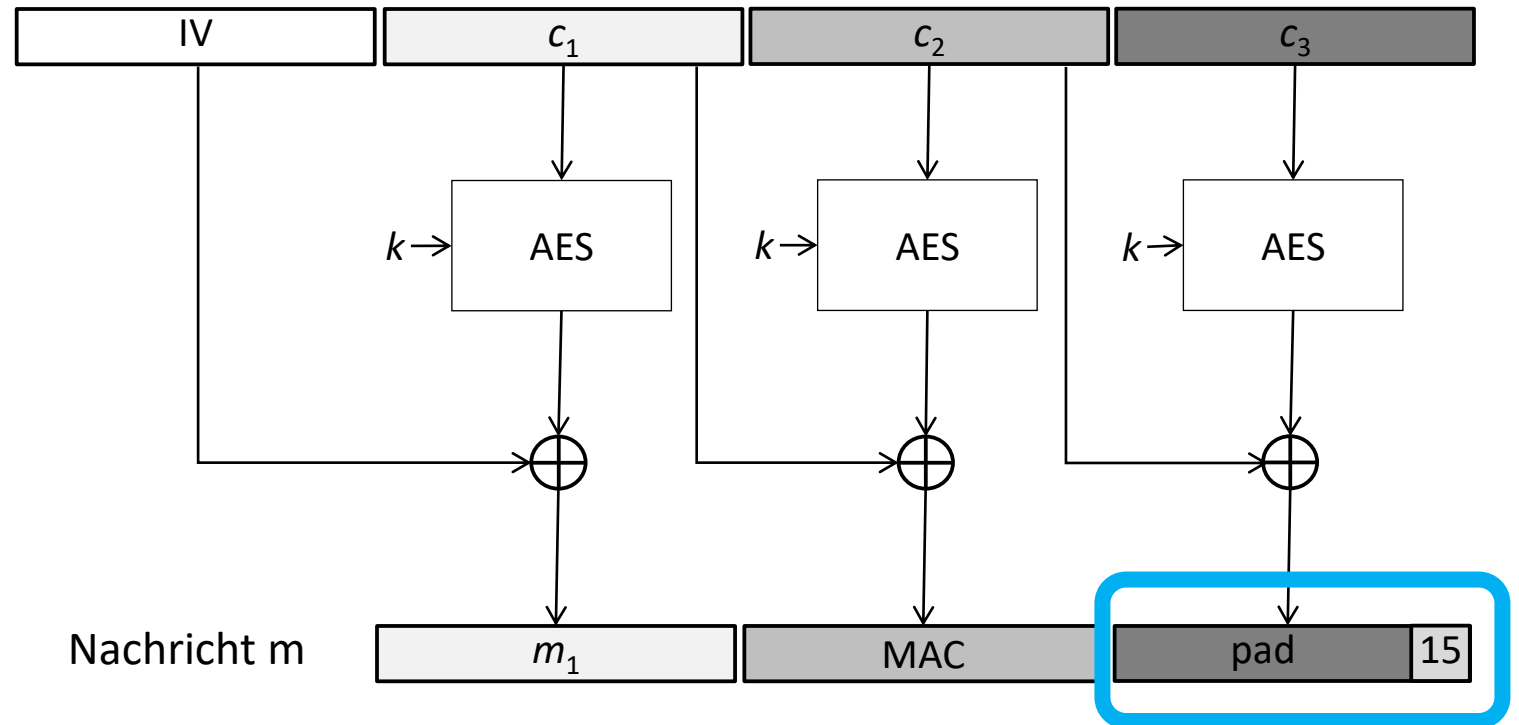 IV c₁ c₂ c₃
k AES k AES k AES
Nachricht m m₁ MAC pad 15